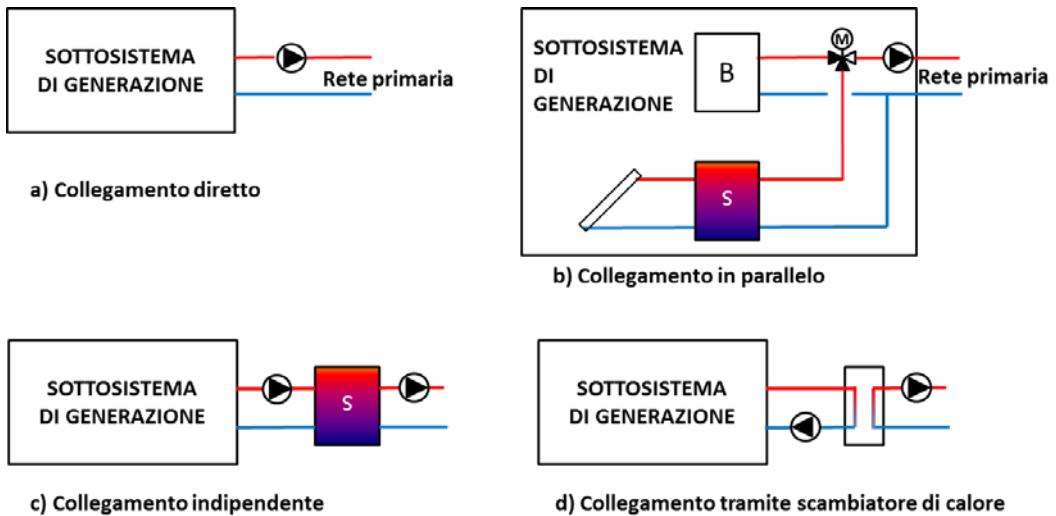 SOTTOSISTEMA
DI GENERAZIONE
Rete primaria
a) Collegamento diretto
SOTTOSISTEMA
DI
GENERAZIONE
B
M
Rete primaria
S
b) Collegamento in parallelo
SOTTOSISTEMA
DI GENERAZIONE
S
c) Collegamento indipendente
SOTTOSISTEMA
DI GENERAZIONE
d) Collegamento tramite scambiatore di calore